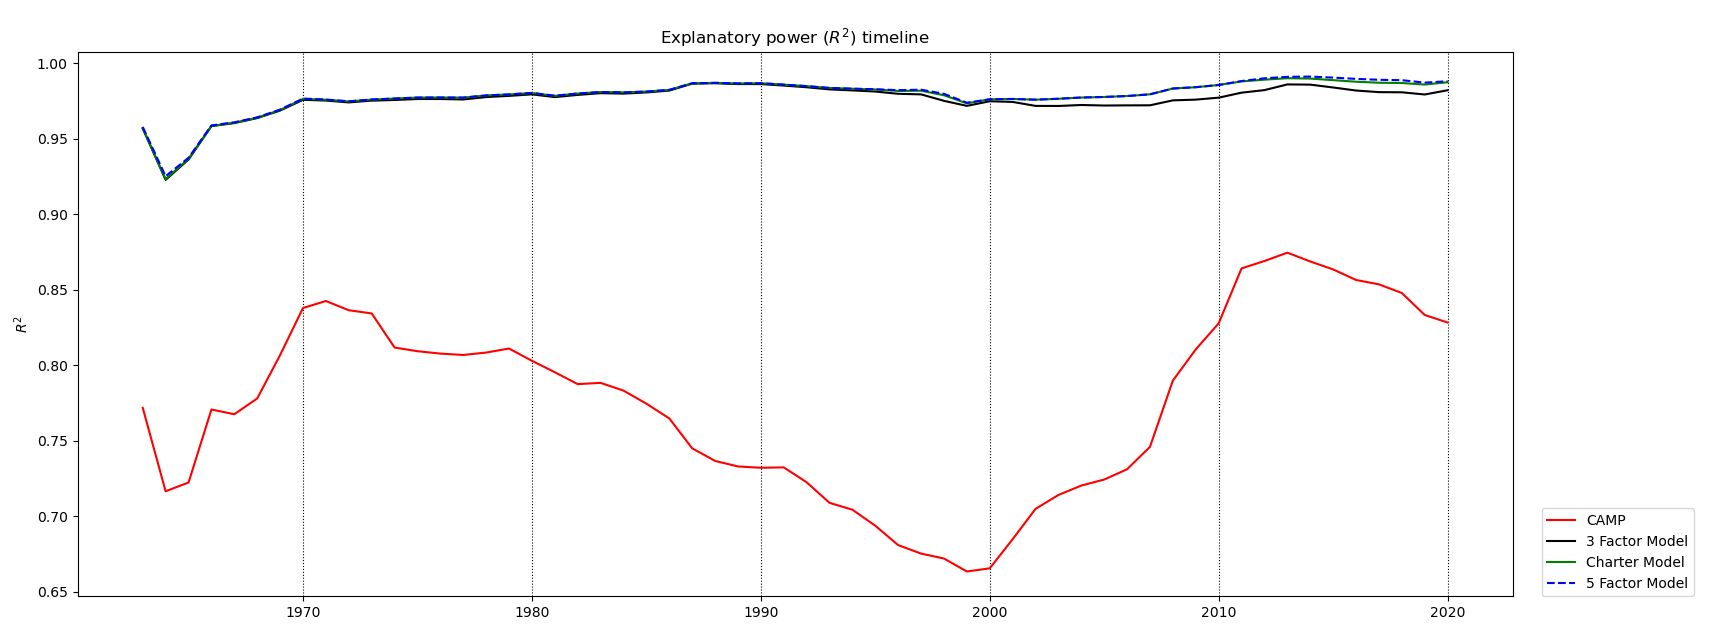 Explanatory power (R²) timeline
1.00
0.95
0.90
0.85
0.80
0.75
0.70
0.65
R²
1970 1980 1990 2000 2010 2020
CAMP
3 Factor Model
Charter Model
5 Factor Model